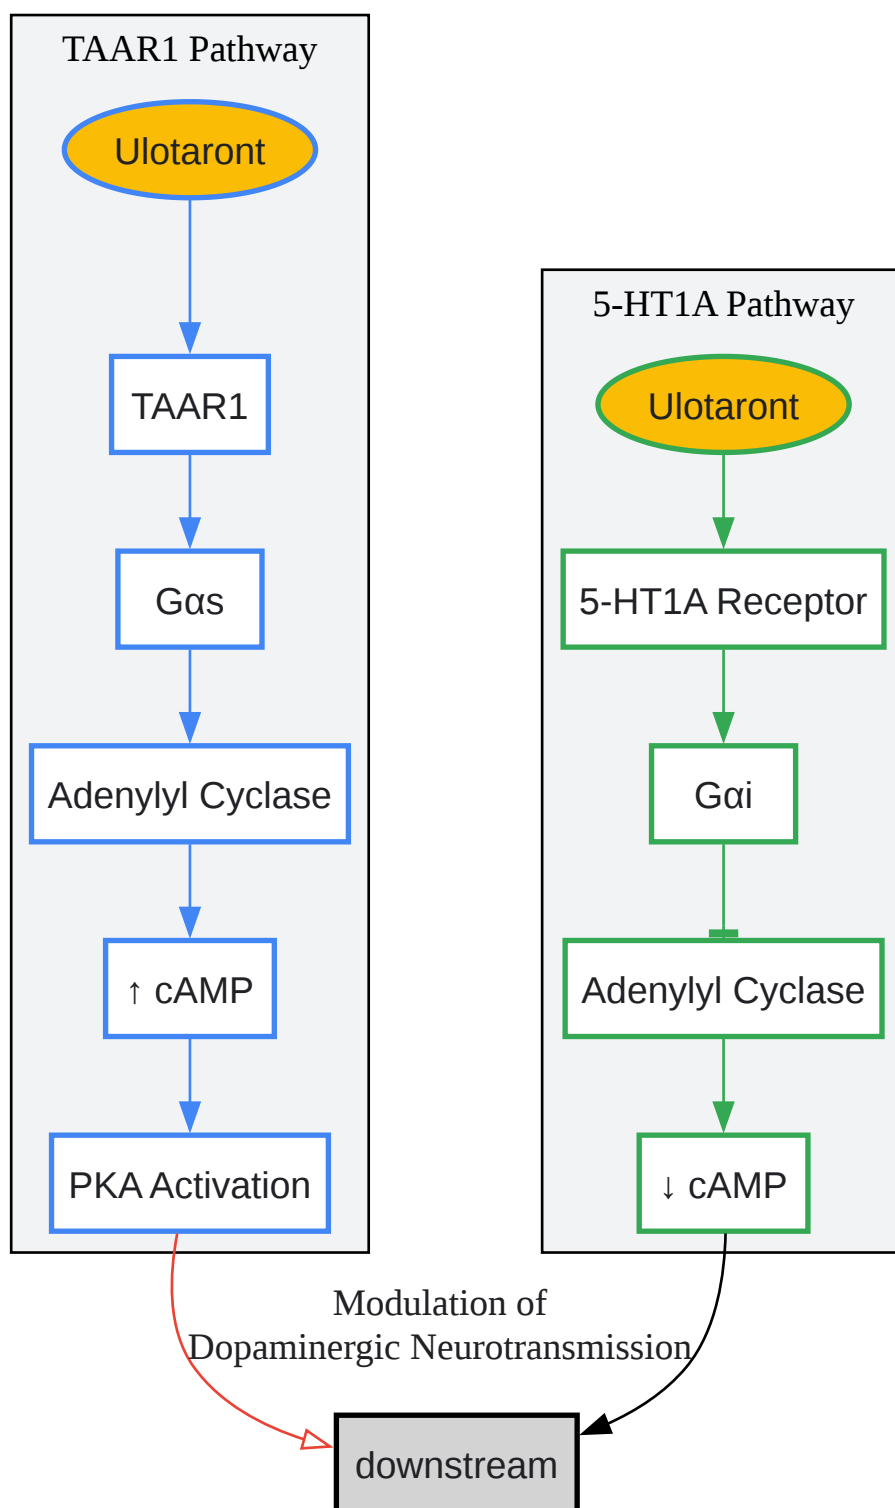 TAAR1 Pathway
Ulotaront
TAAR1
Gαs
Adenylyl Cyclase
↑ cAMP
PKA Activation
5-HT1A Pathway
Ulotaront
5-HT1A Receptor
Gαi
Adenylyl Cyclase
↓ cAMP
Modulation of
Dopaminergic Neurotransmission
downstream